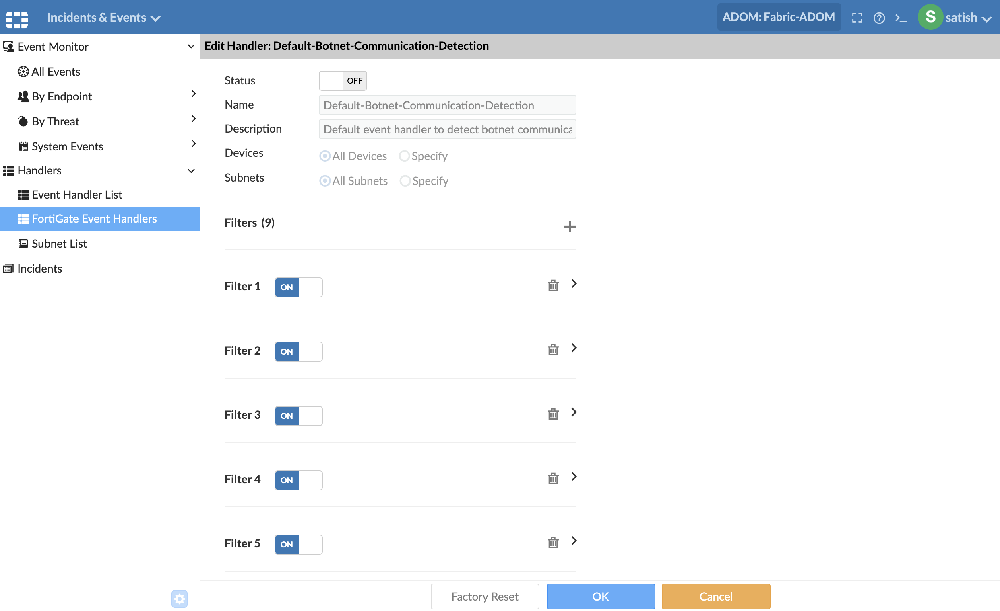 Incidents & Events
ADOM: Fabric-ADOM
S satish
Event Monitor
All Events
By Endpoint
By Threat
System Events
Handlers
Event Handler List
FortiGate Event Handlers
Subnet List
Incidents
Edit Handler: Default-Botnet-Communication-Detection
Status OFF
Name Default-Botnet-Communication-Detection
Description Default event handler to detect botnet communica
Devices All Devices Specify
Subnets All Subnets Specify
Filters (9)
Filter 1 ON
Filter 2 ON
Filter 3 ON
Filter 4 ON
Filter 5 ON
Factory Reset OK Cancel